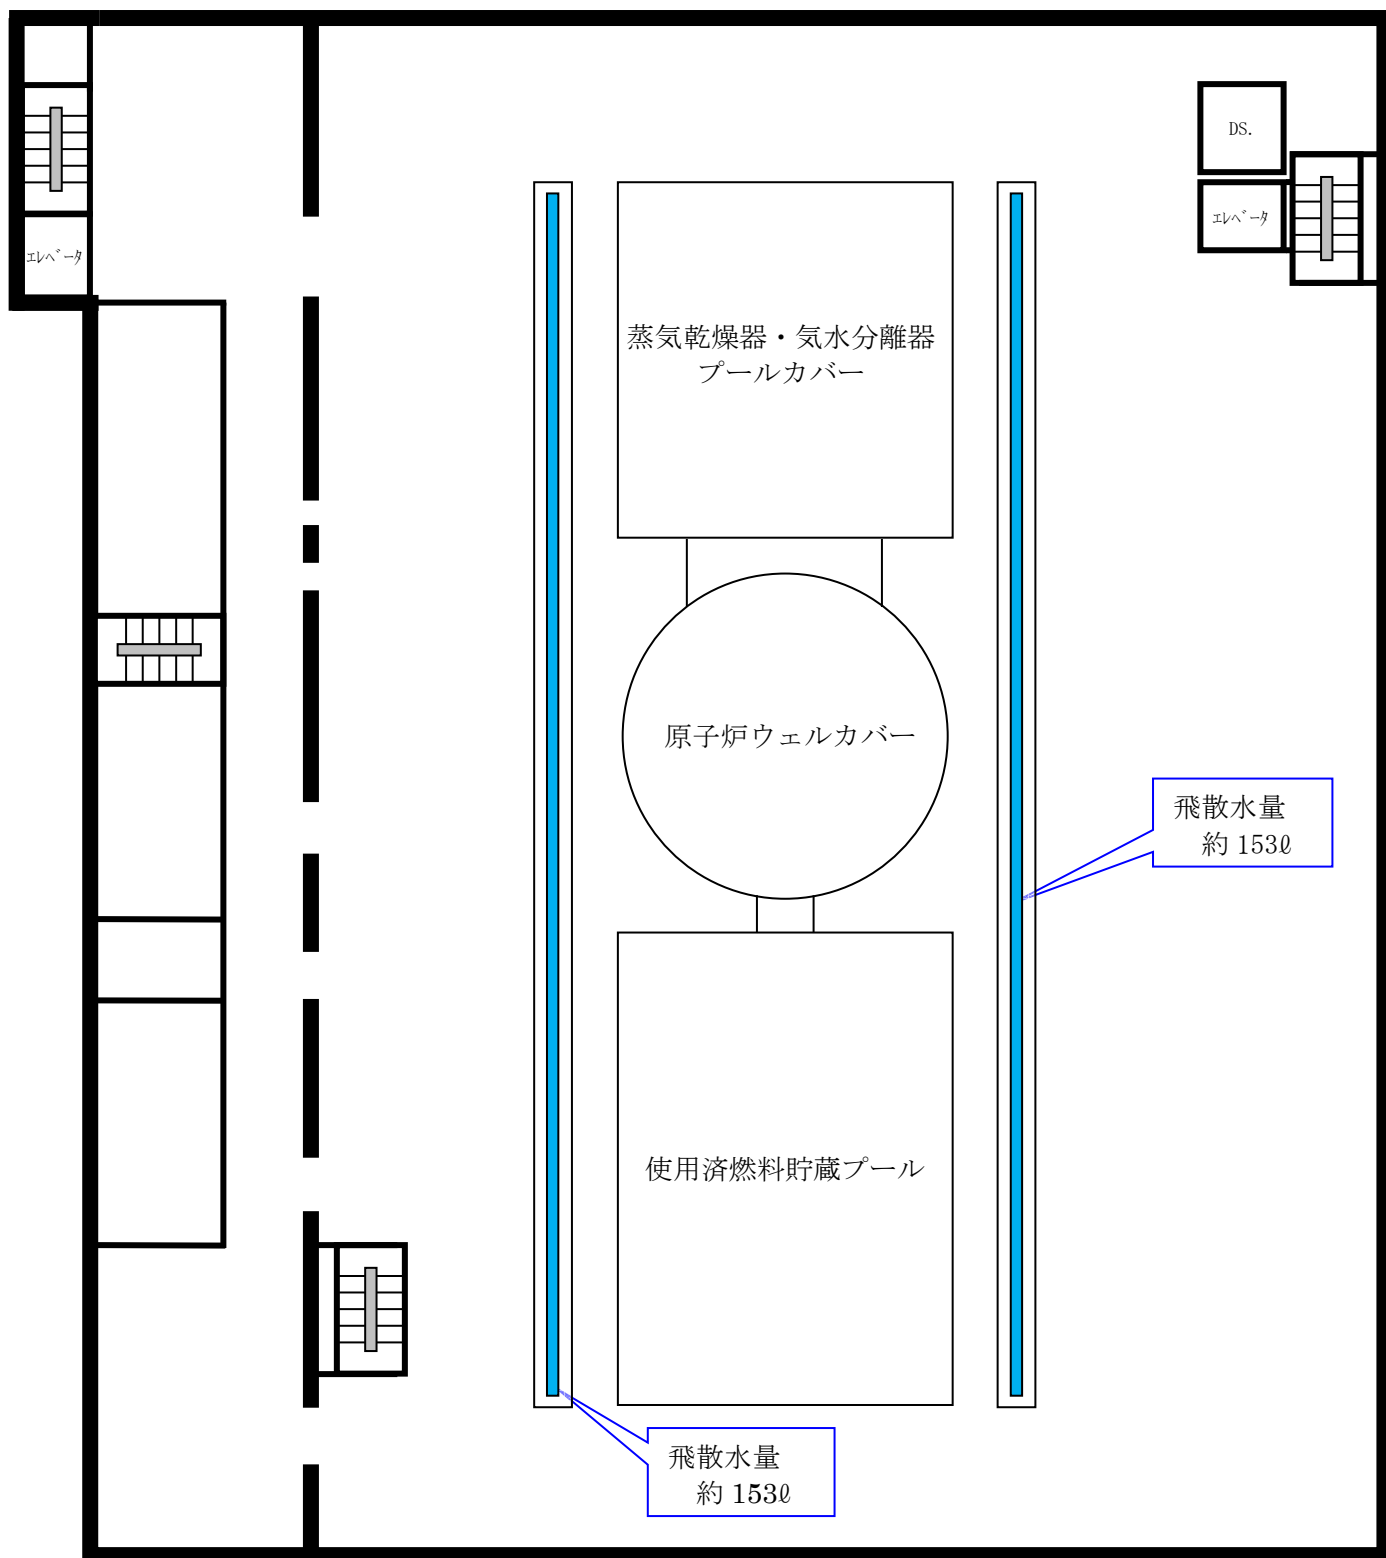 DS.
エレベータ
エレベータ
蒸気乾燥器・気水分離器
プールカバー
原子炉ウェルカバー
飛散水量
約 153ℓ
使用済燃料貯蔵プール
飛散水量
約 153ℓ